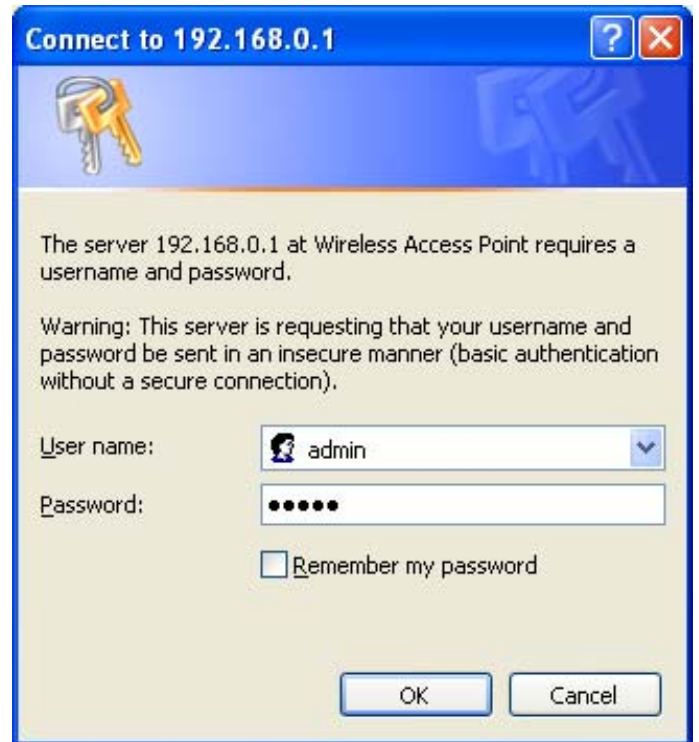 Connect to 192.168.0.1
The server 192.168.0.1 at Wireless Access Point requires a
username and password.
Warning: This server is requesting that your username and
password be sent in an insecure manner (basic authentication
without a secure connection).
User name:
admin
Password:
•••••
Remember my password
OK
Cancel